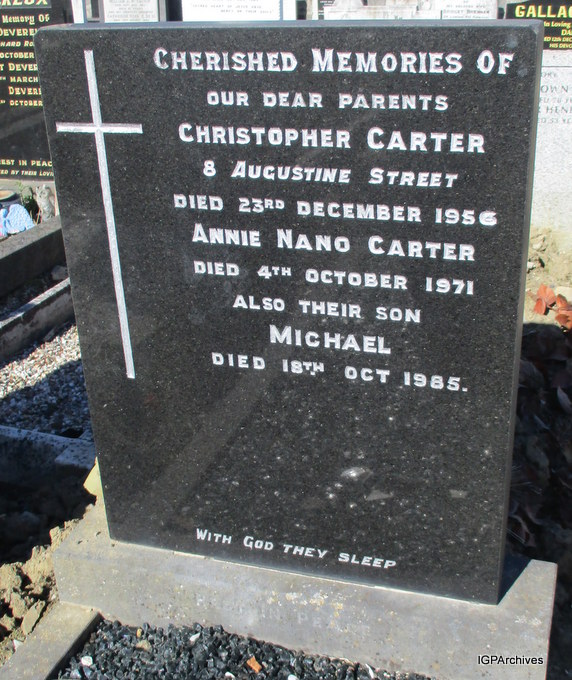 Cherished Memories Of
our dear parents
Christopher Carter
8 Augustine Street
died 23rd December 1956
Annie Nano Carter
died 4th October 1971
also their son
Michael
died 18th Oct 1985.
With God they sleep
GALLAG
IGPArchives